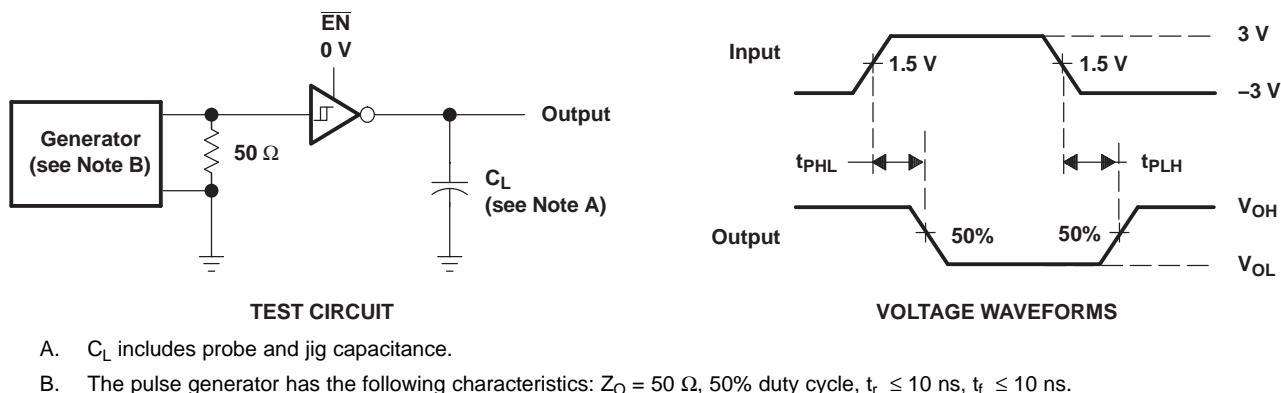 EN
0 V
Generator
(see Note B)
50 Ω
Output
CL
(see Note A)
TEST CIRCUIT
Input
3 V
1.5 V
1.5 V
–3 V
tPHL
tPLH
Output
50%
50%
VOH
VOL
VOLTAGE WAVEFORMS
A. CL includes probe and jig capacitance.
B. The pulse generator has the following characteristics: ZO = 50 Ω, 50% duty cycle, tr ≤ 10 ns, tf ≤ 10 ns.